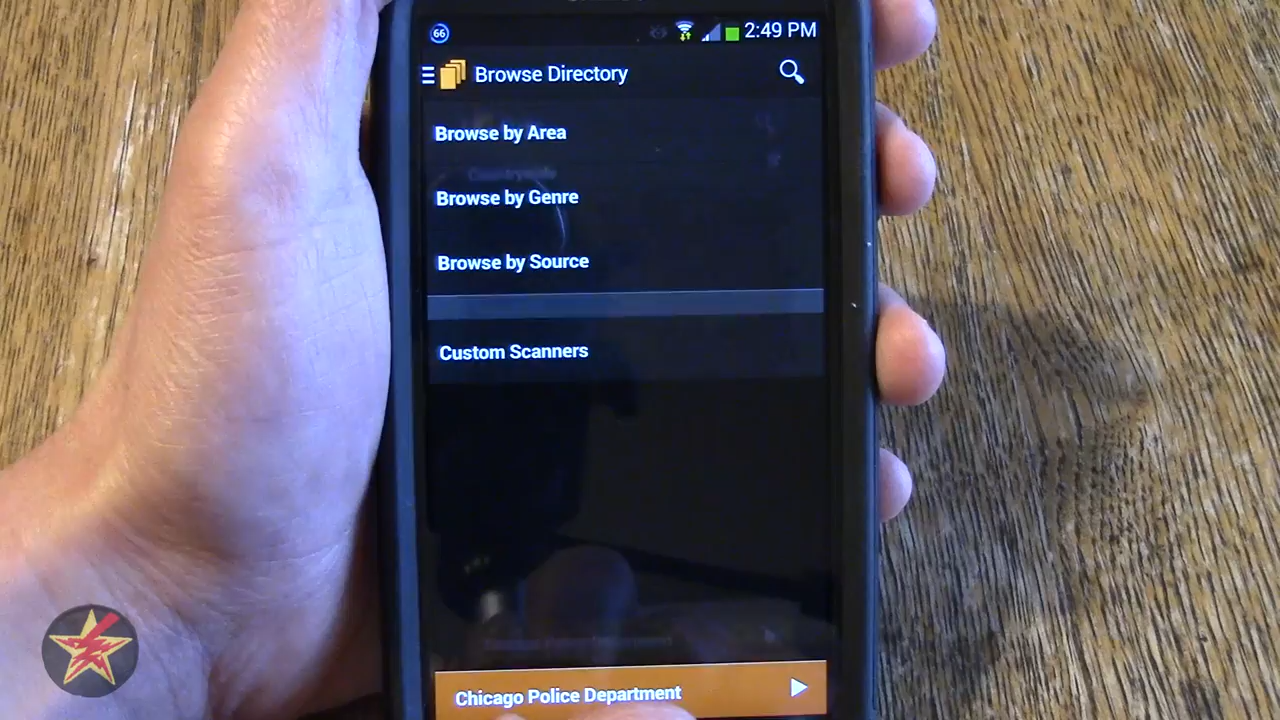 66
2:49 PM
Browse Directory
Browse by Area
Browse by Genre
Browse by Source
Custom Scanners
Chicago Police Department